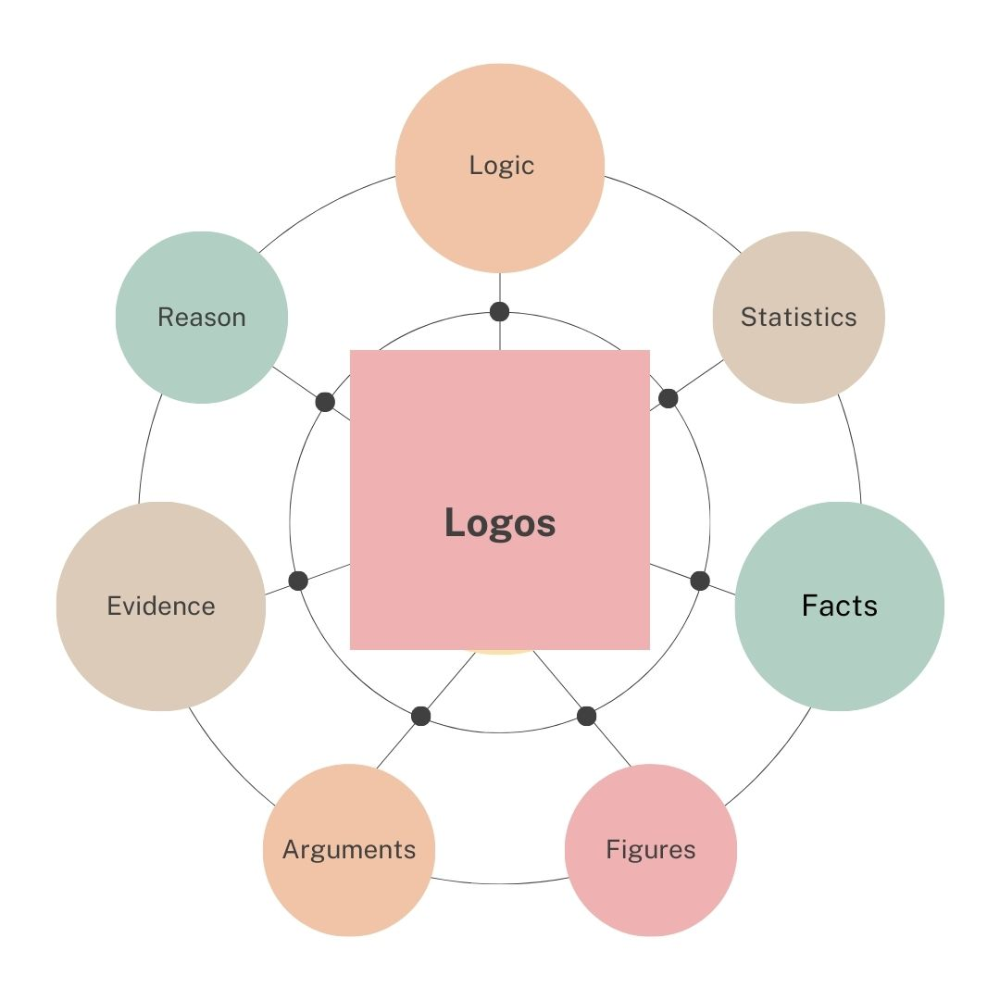 Logic
Reason
Statistics
Logos
Evidence
Facts
Arguments
Figures